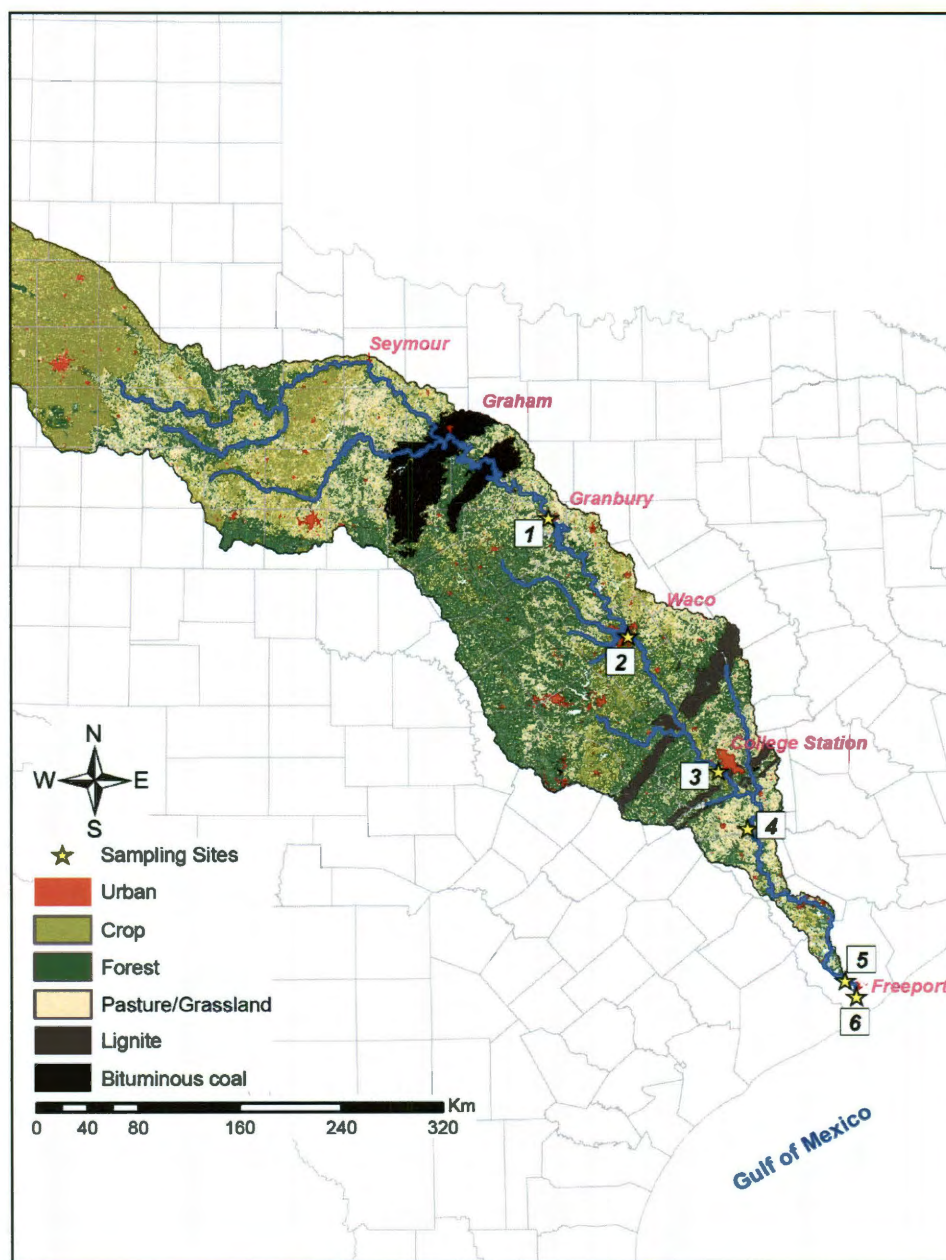 Seymour
Graham
Granbury
1
Waco
2
College Station
3
4
5
Freeport
6
N
W E
S
Sampling Sites
Urban
Crop
Forest
Pasture/Grassland
Lignite
Bituminous coal
Km
0 40 80 160 240 320
Gulf of Mexico